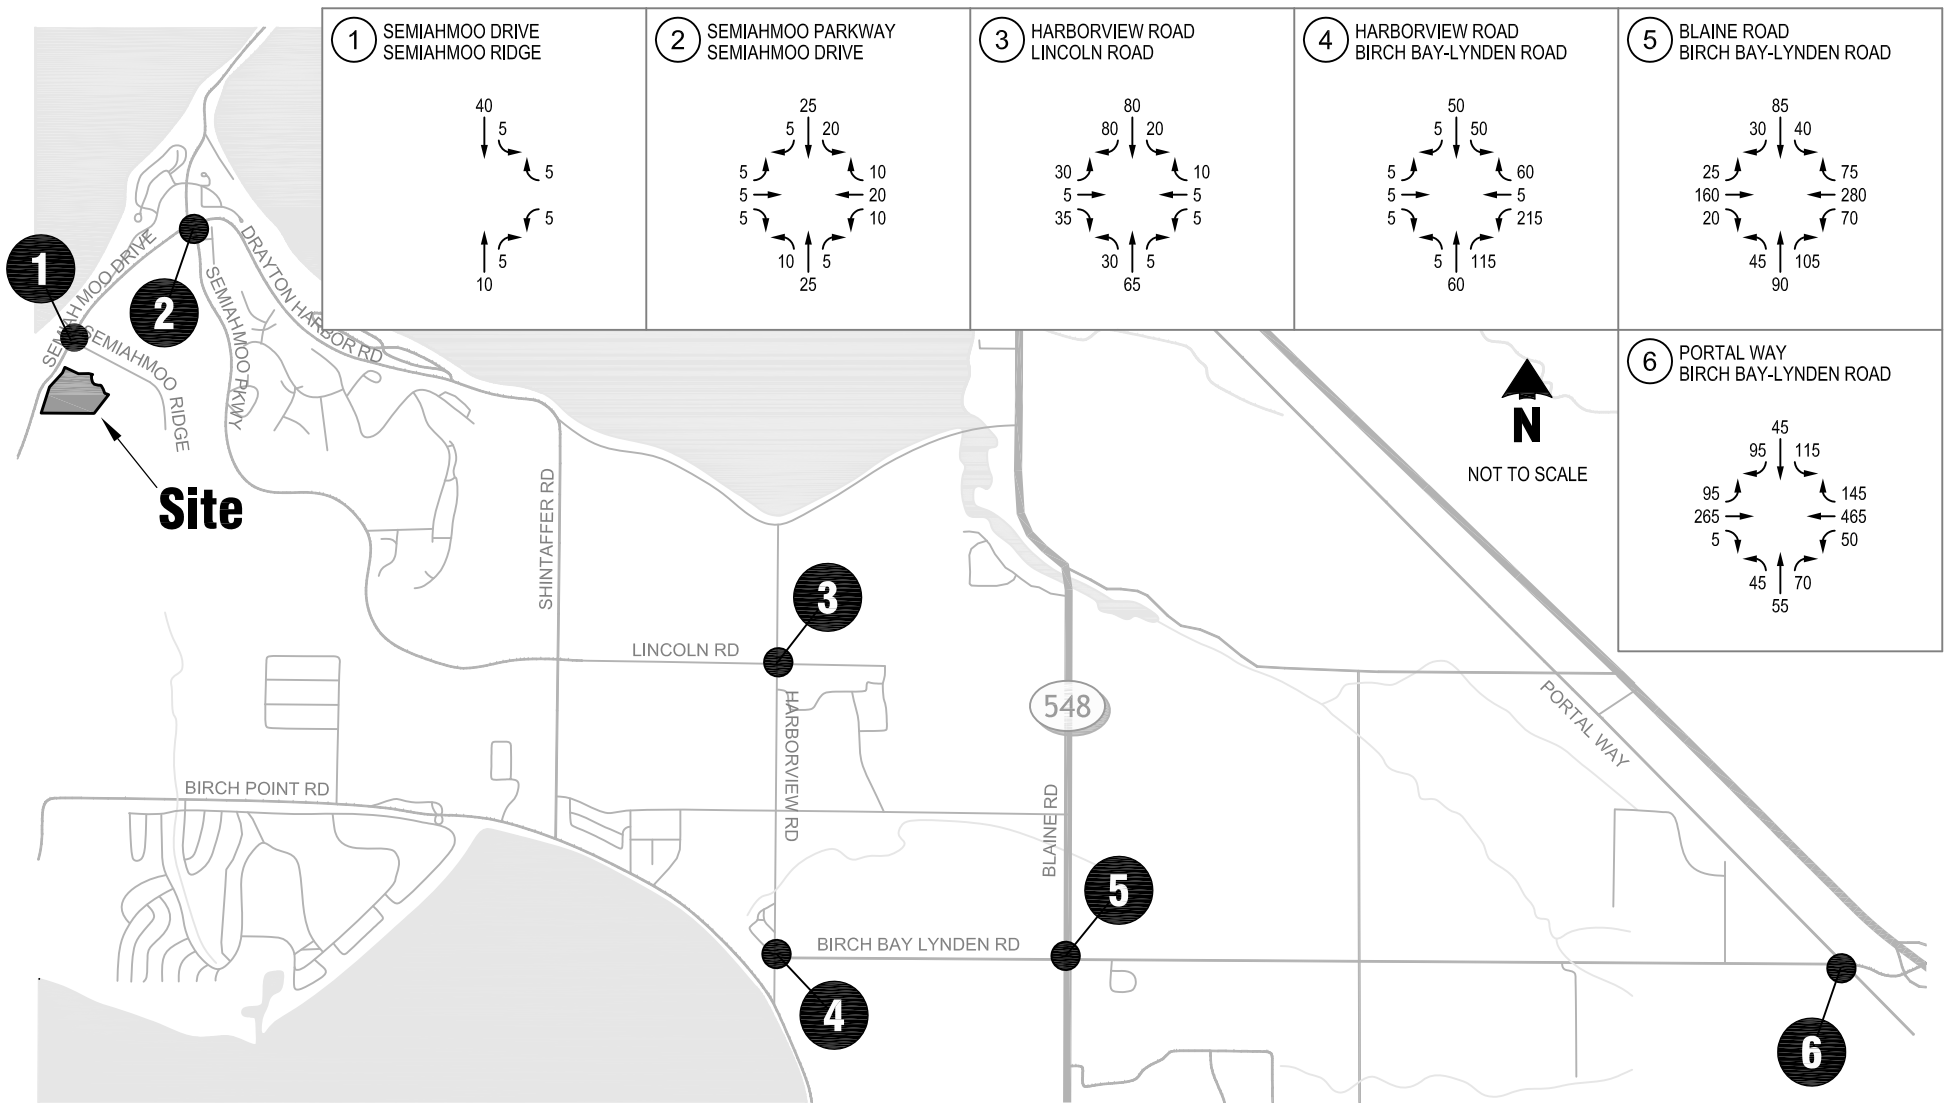 1 SEMIAHMOO DRIVE
SEMIAHMOO RIDGE
40
5
5
5
5
10
2 SEMIAHMOO PARKWAY
SEMIAHMOO DRIVE
25
5 20
5 10
5 20
5 10
10 5
25
3 HARBORVIEW ROAD
LINCOLN ROAD
80
80 20
30 10
5 5
35 5
30 5
65
4 HARBORVIEW ROAD
BIRCH BAY-LYNDEN ROAD
50
5 50
5 60
5 5
5 215
5 115
60
5 BLAINE ROAD
BIRCH BAY-LYNDEN ROAD
85
30 40
25 75
160 280
20 70
45 105
90
6 PORTAL WAY
BIRCH BAY-LYNDEN ROAD
45
95 115
95 145
265 465
5 50
45 70
55
N
NOT TO SCALE
1
2
SEMIAHMOO DRIVE
SEMIAHMOO RIDGE
SEMIAHMOO PKWY
DRAYTON HARBOR RD
Site
SHINTAFFER RD
3
LINCOLN RD
HARBORVIEW RD
548
PORTAL WAY
BIRCH POINT RD
BLAINE RD
5
BIRCH BAY LYNDEN RD
4
6